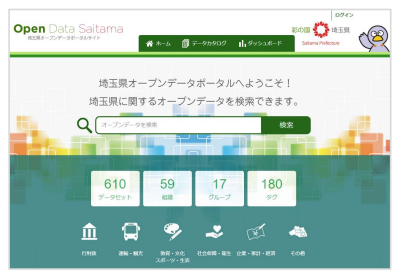 ログイン
Open Data Saitama
埼玉県オープンデータポータルサイト
ホーム データカタログ ダッシュボード
彩の国 埼玉県
Saitama Prefecture
埼玉県オープンデータポータルへようこそ！
埼玉県に関するオープンデータを検索できます。
オープンデータを検索 検索
610 59 17 180
データセット 組織 グループ タグ
行財政 運輸・観光 教育・文化 社会保障・衛生 企業・家計・経済 その他
スポーツ・生活